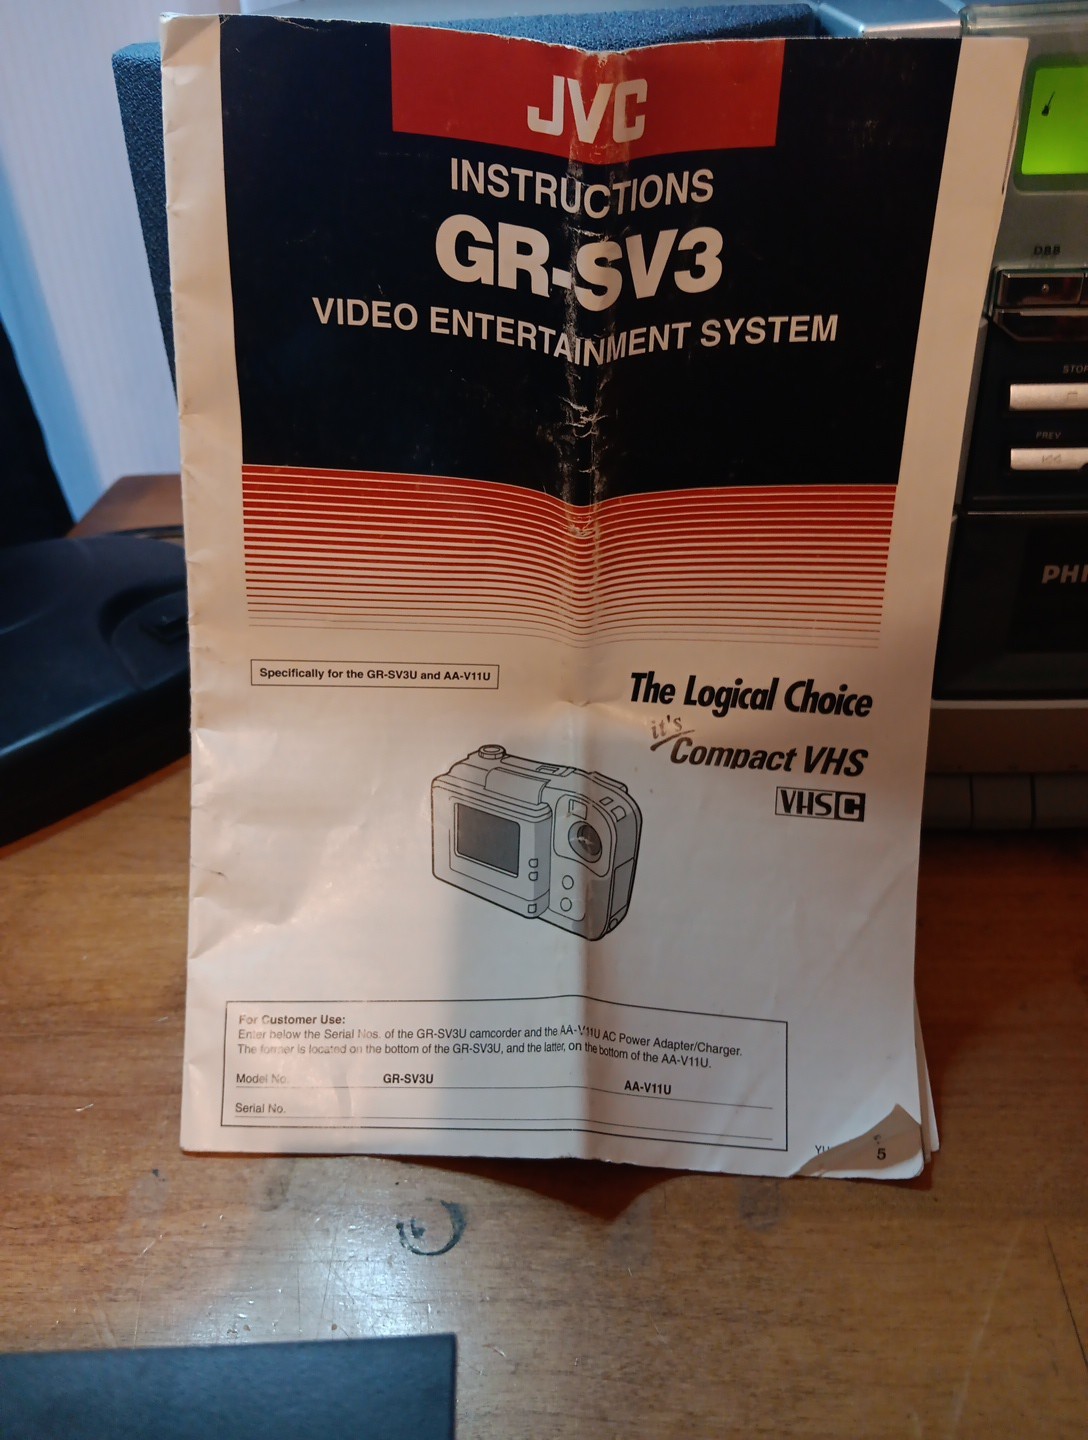 JVC
INSTRUCTIONS
GR-SV3
VIDEO ENTERTAINMENT SYSTEM
Specifically for the GR-SV3U and AA-V11U
The Logical Choice
it's
Compact VHS
VHS C
For Customer Use:
Enter below the Serial Nos. of the GR-SV3U camcorder and the AA-V11U AC Power Adapter/Charger.
The former is located on the bottom of the GR-SV3U, and the latter, on the bottom of the AA-V11U.
Model No. GR-SV3U AA-V11U
Serial No.
5
DBB
PREV